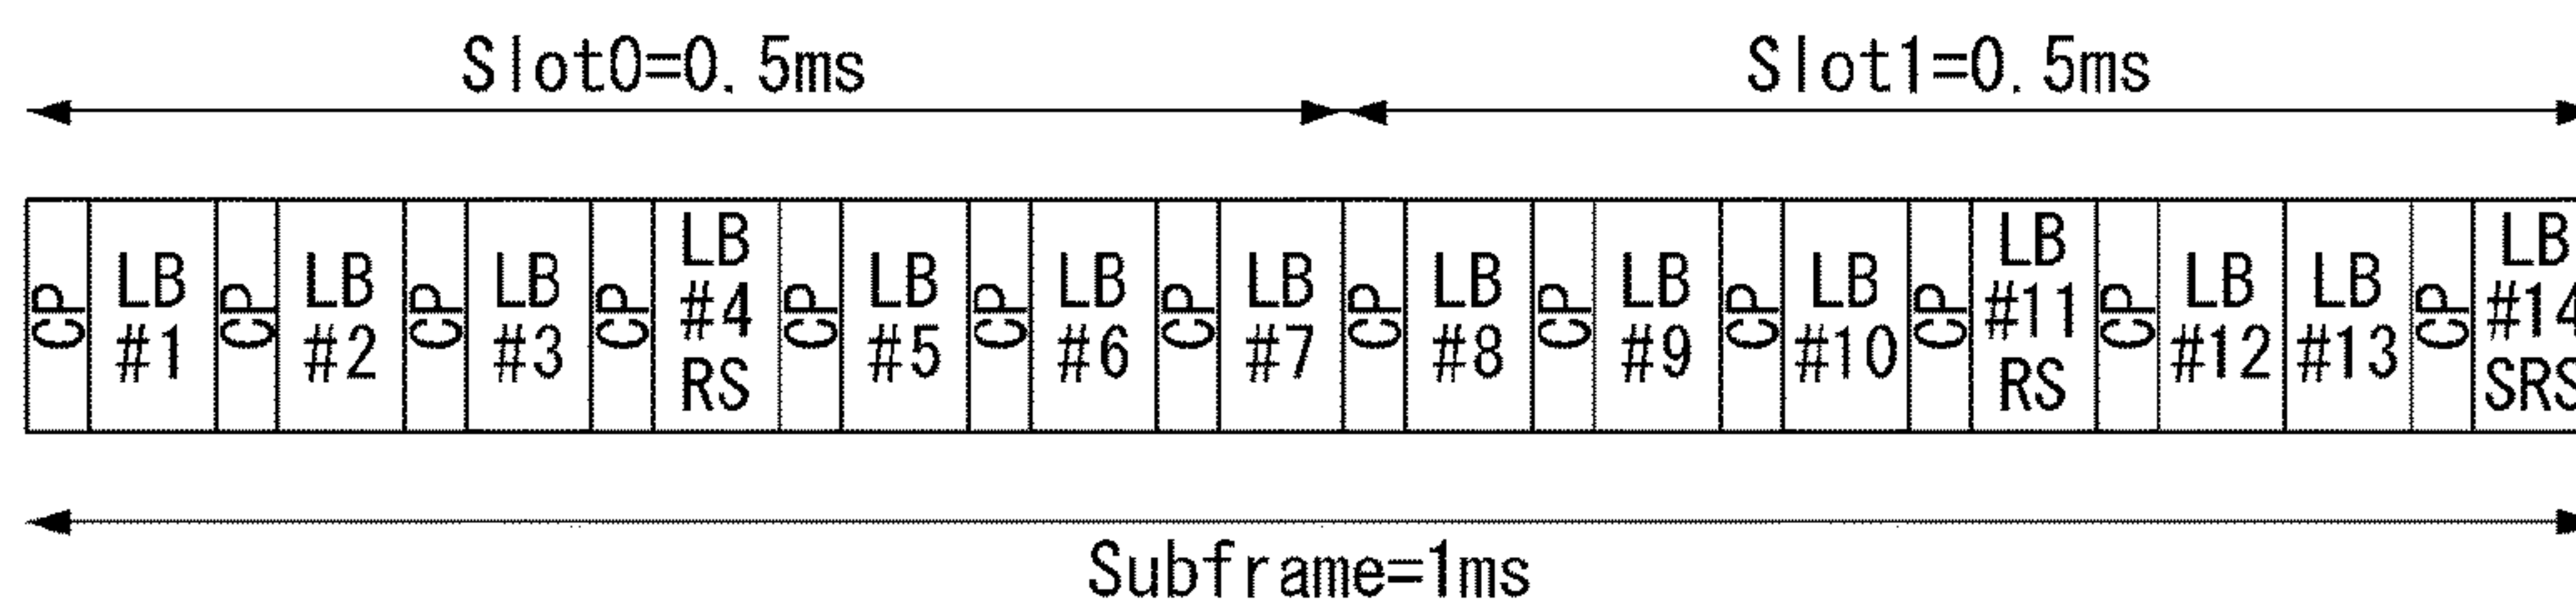 Slot0=0.5ms Slot1=0.5ms
CP LB #1 CP LB #2 CP LB #3 CP LB #4 RS CP LB #5 CP LB #6 CP LB #7 CP LB #8 CP LB #9 CP LB #10 CP LB #11 RS CP LB #12 LB #13 CP LB #14 SRS
Subframe=1ms